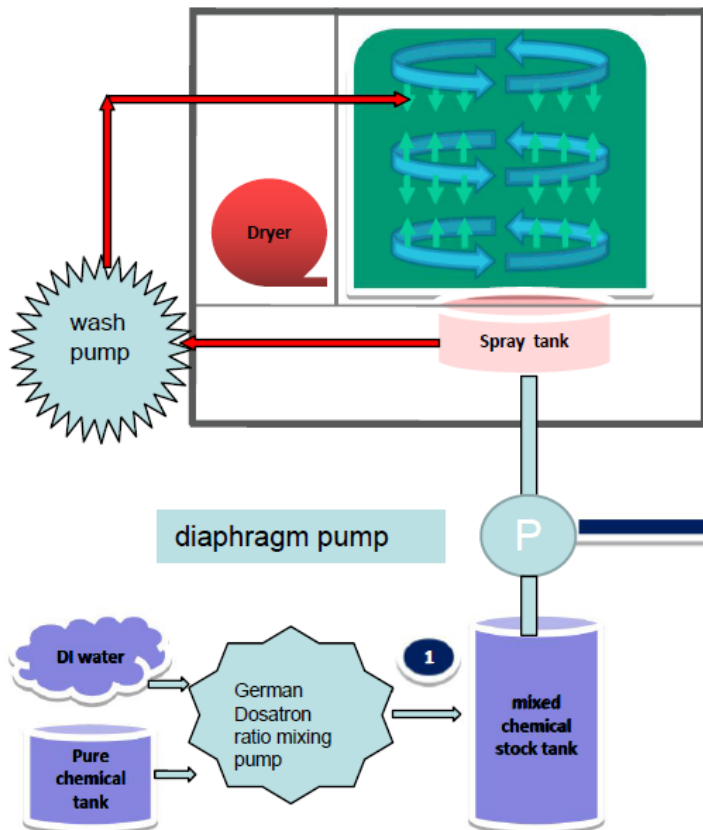 Dryer
wash
pump
Spray tank
diaphragm pump
P
DI water
1
German
Dosatron
ratio mixing
pump
mixed
chemical
stock tank
Pure
chemical
tank